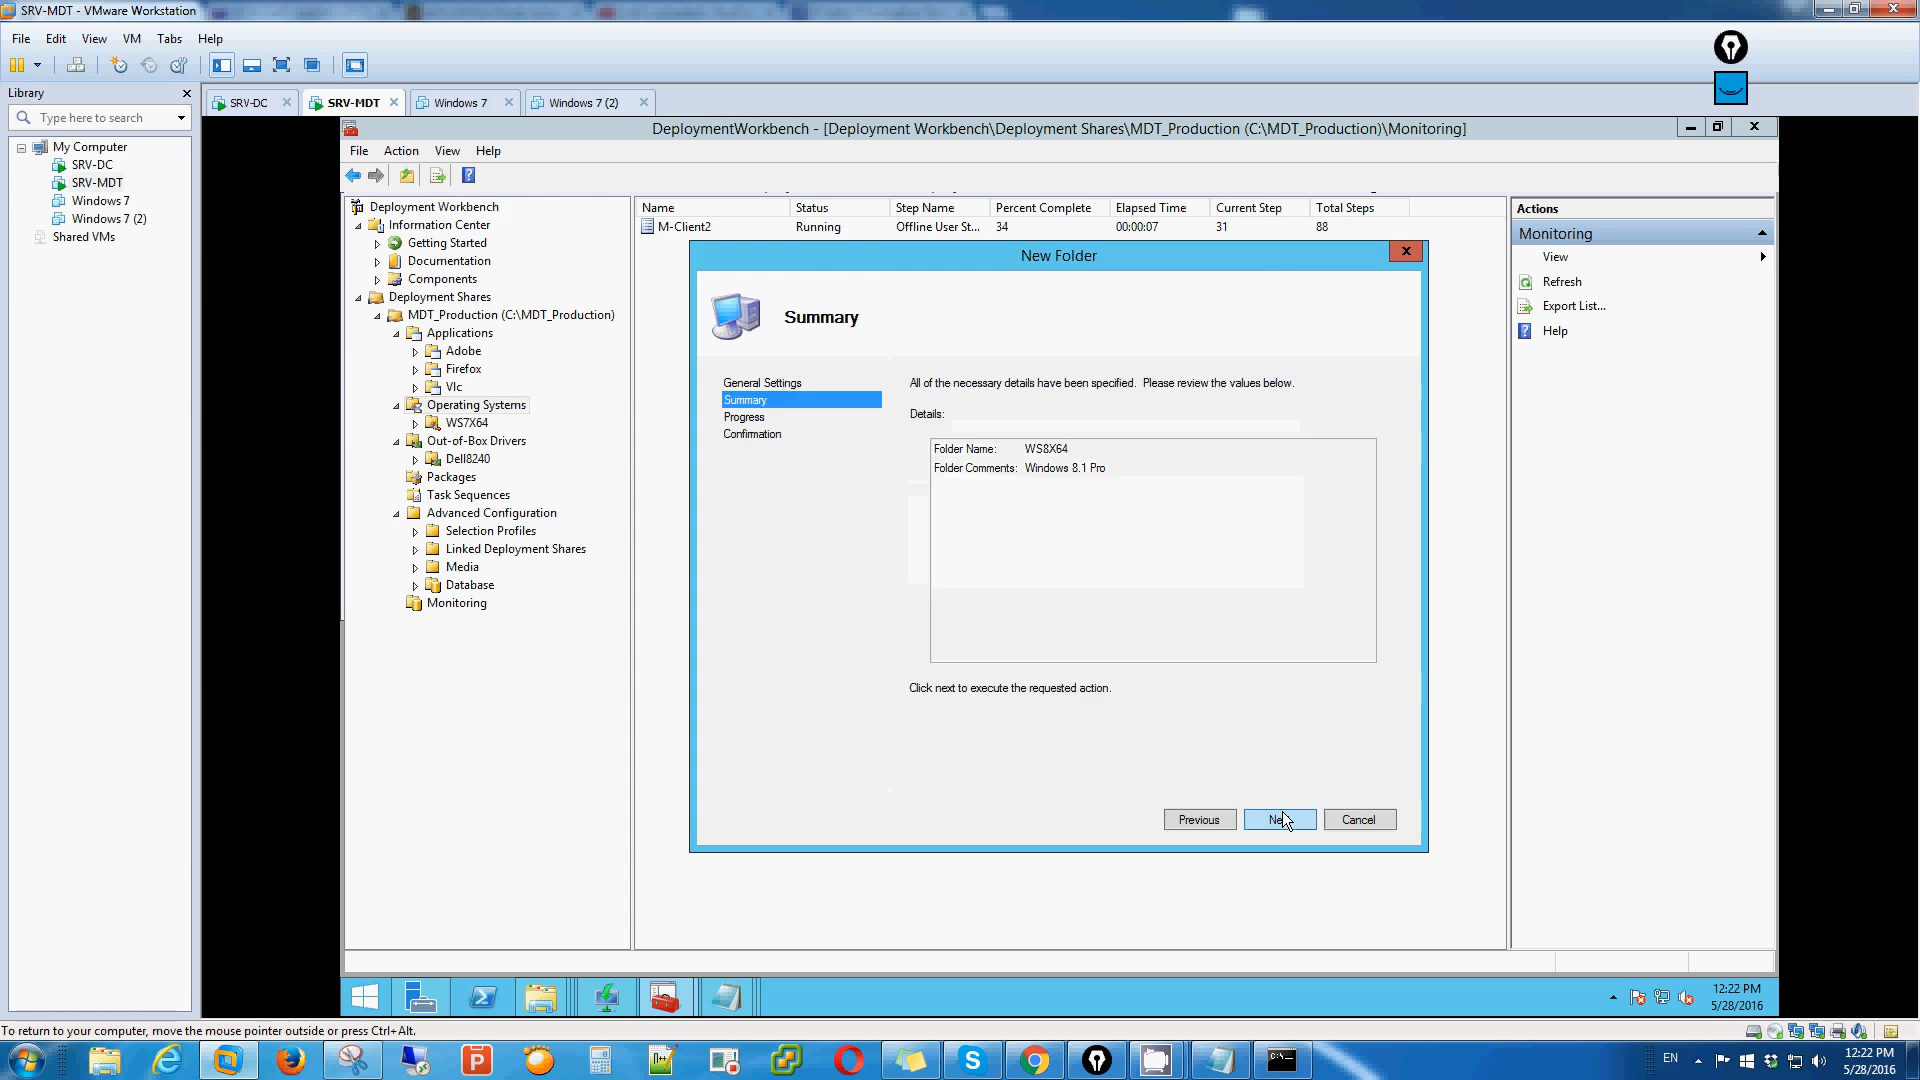 SRV-MDT - VMware Workstation
File Edit View VM Tabs Help
Library
Type here to search
My Computer
SRV-DC
SRV-MDT
Windows 7
Windows 7 (2)
Shared VMs
SRV-DC SRV-MDT Windows 7 Windows 7 (2)
DeploymentWorkbench - [Deployment Workbench\Deployment Shares\MDT_Production (C:\MDT_Production)\Monitoring]
File Action View Help
Deployment Workbench
Information Center
Getting Started
Documentation
Components
Deployment Shares
MDT_Production (C:\MDT_Production)
Applications
Adobe
Firefox
Vlc
Operating Systems
WS7X64
Out-of-Box Drivers
Dell8240
Packages
Task Sequences
Advanced Configuration
Selection Profiles
Linked Deployment Shares
Media
Database
Monitoring
Name Status Step Name Percent Complete Elapsed Time Current Step Total Steps
M-Client2 Running Offline User St... 34 00:00:07 31 88
New Folder
Summary
General Settings
Summary
Progress
Confirmation
All of the necessary details have been specified. Please review the values below.
Details:
Folder Name: WS8X64
Folder Comments: Windows 8.1 Pro
Click next to execute the requested action.
Previous Cancel
Actions
Monitoring
View
Refresh
Export List...
Help
12:22 PM
5/28/2016
To return to your computer, move the mouse pointer outside or press Ctrl+Alt.
EN
12:22 PM
5/28/2016